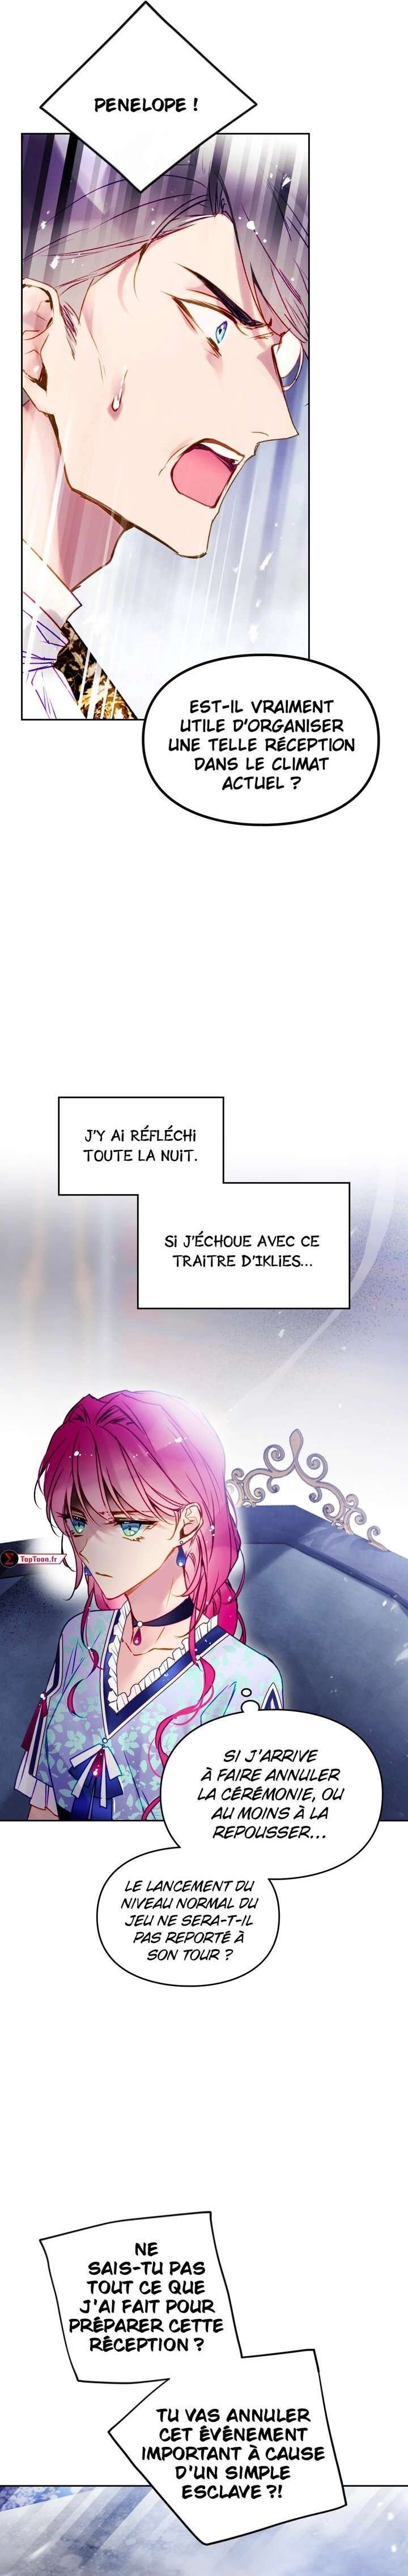 PENELOPE !
EST-IL VRAIMENT
UTILE D'ORGANISER
UNE TELLE RÉCEPTION
DANS LE CLIMAT
ACTUEL ?
J'Y AI RÉFLÉCHI
TOUTE LA NUIT.
SI J'ÉCHOUE AVEC CE
TRAITRE D'IKLIES...
TopToon.fr
SI J'ARRIVE
À FAIRE ANNULER
LA CÉRÉMONIE, OU
AU MOINS À LA
REPOUSSER...
LE LANCEMENT DU
NIVEAU NORMAL DU
JEU NE SERA-T-IL
PAS REPORTÉ À
SON TOUR ?
NE
SAIS-TU PAS
TOUT CE QUE
J'AI FAIT POUR
PRÉPARER CETTE
RÉCEPTION ?
TU VAS ANNULER
CET ÉVÉNEMENT
IMPORTANT À CAUSE
D'UN SIMPLE
ESCLAVE ?!